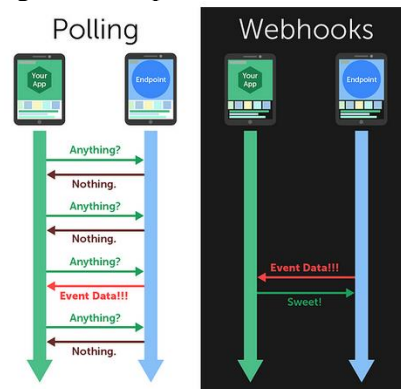 Polling
Your
App
Endpoint
Anything?
Nothing.
Anything?
Nothing.
Anything?
Event Data!!!
Anything?
Nothing.
Webhooks
Your
App
Endpoint
Event Data!!!
Sweet!